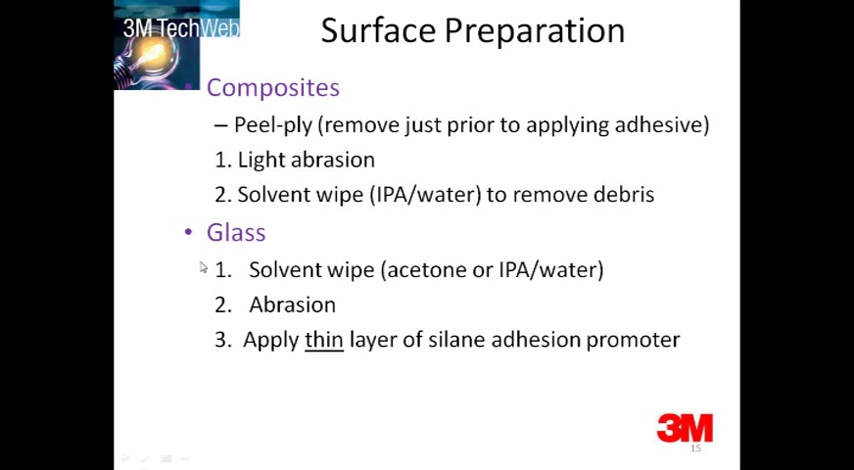 3M TechWeb
Surface Preparation
Composites
– Peel-ply (remove just prior to applying adhesive)
1. Light abrasion
2. Solvent wipe (IPA/water) to remove debris
• Glass
1. Solvent wipe (acetone or IPA/water)
2. Abrasion
3. Apply thin layer of silane adhesion promoter
3M
15